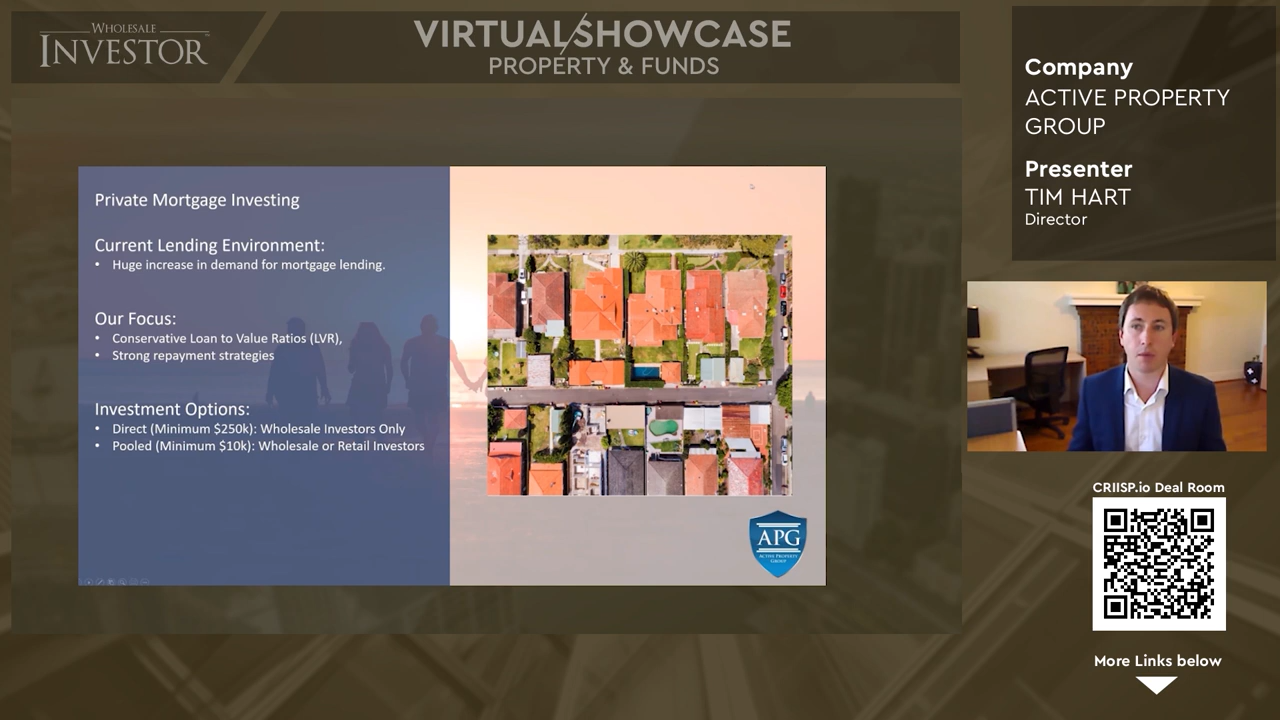 WHOLESALE
INVESTOR
VIRTUAL/SHOWCASE
PROPERTY & FUNDS
Company
ACTIVE PROPERTY
GROUP
Presenter
TIM HART
Director
Private Mortgage Investing
Current Lending Environment:
• Huge increase in demand for mortgage lending.
Our Focus:
• Conservative Loan to Value Ratios (LVR),
• Strong repayment strategies
Investment Options:
• Direct (Minimum $250k): Wholesale Investors Only
• Pooled (Minimum $10k): Wholesale or Retail Investors
APG
ACTIVE PROPERTY
GROUP
CRIISP.io Deal Room
More Links below